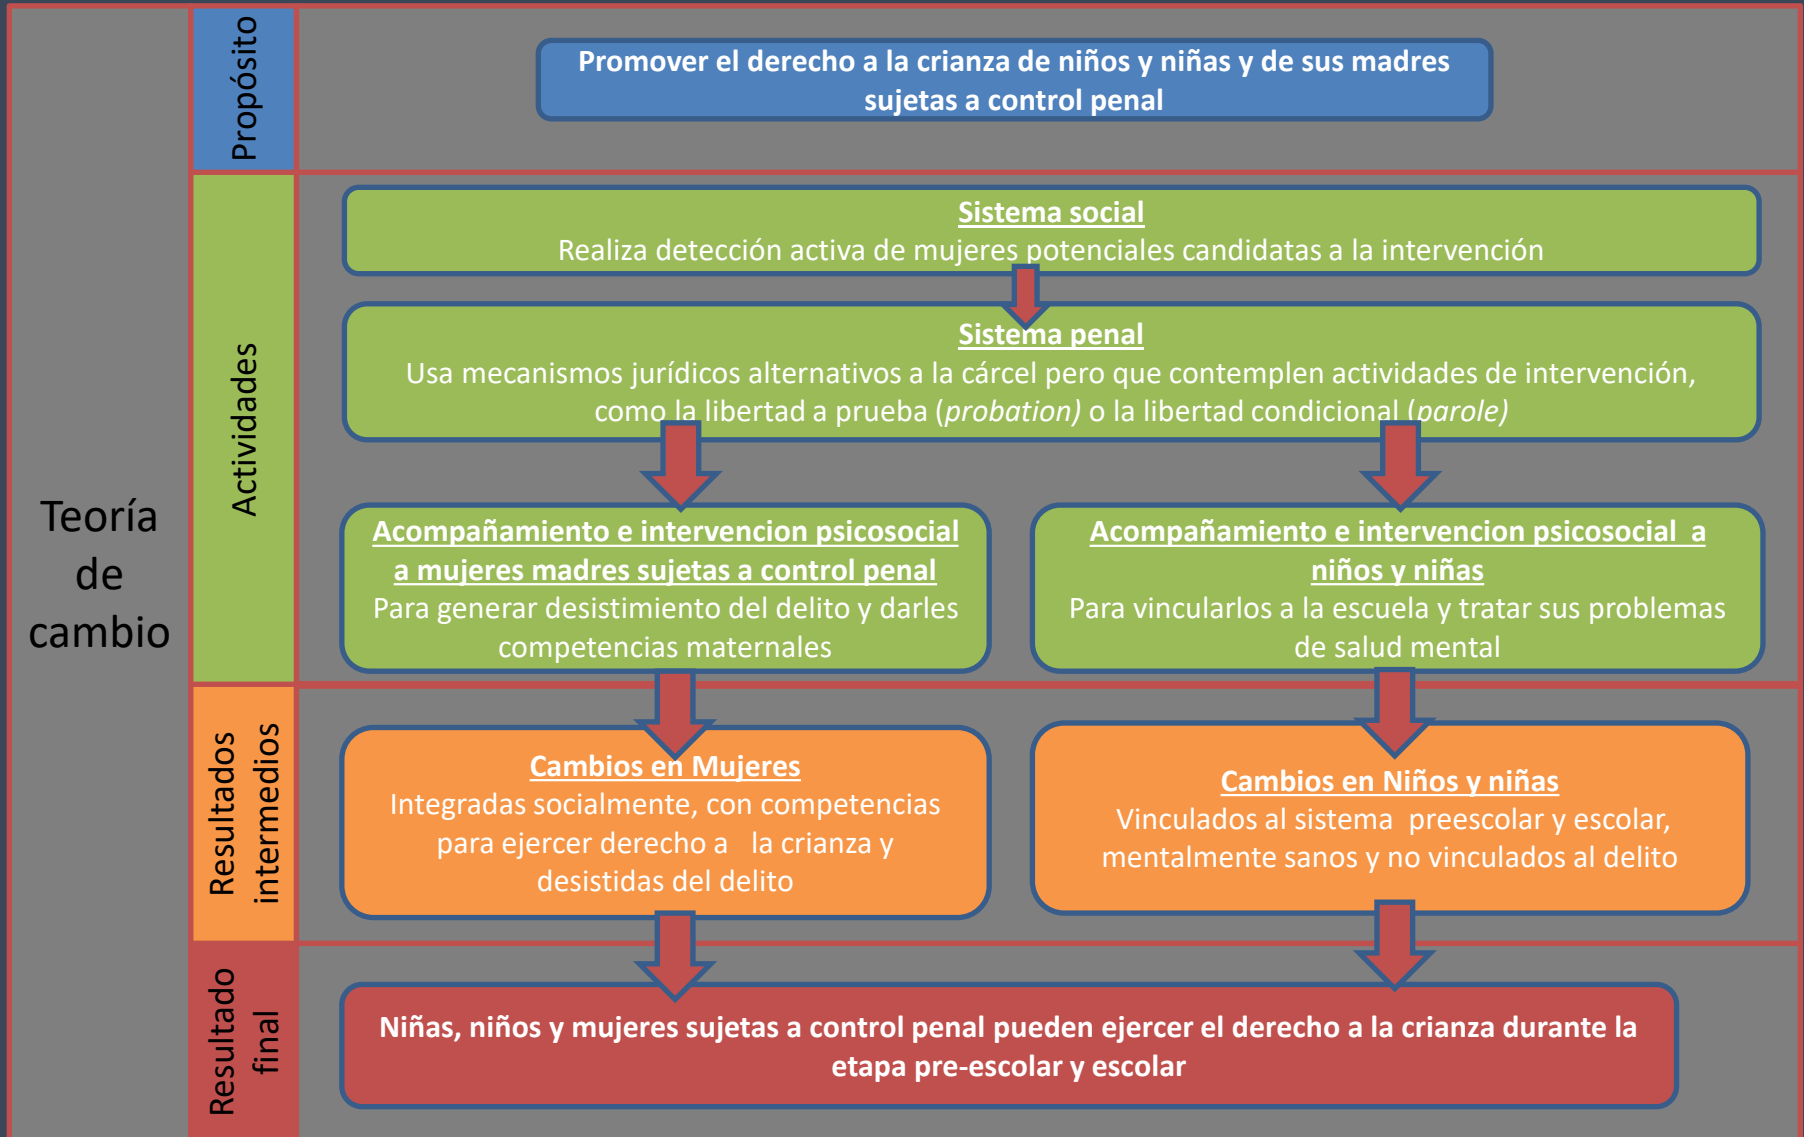 Teoría
de
cambio
Propósito
Promover el derecho a la crianza de niños y niñas y de sus madres
sujetas a control penal
Actividades
Sistema social
Realiza detección activa de mujeres potenciales candidatas a la intervención
Sistema penal
Usa mecanismos jurídicos alternativos a la cárcel pero que contemplen actividades de intervención,
como la libertad a prueba (probation) o la libertad condicional (parole)
Acompañamiento e intervencion psicosocial
a mujeres madres sujetas a control penal
Para generar desistimiento del delito y darles
competencias maternales
Acompañamiento e intervencion psicosocial a
niños y niñas
Para vincularlos a la escuela y tratar sus problemas
de salud mental
Resultados
intermedios
Cambios en Mujeres
Integradas socialmente, con competencias
para ejercer derecho a la crianza y
desistidas del delito
Cambios en Niños y niñas
Vinculados al sistema preescolar y escolar,
mentalmente sanos y no vinculados al delito
Resultado
final
Niñas, niños y mujeres sujetas a control penal pueden ejercer el derecho a la crianza durante la
etapa pre-escolar y escolar